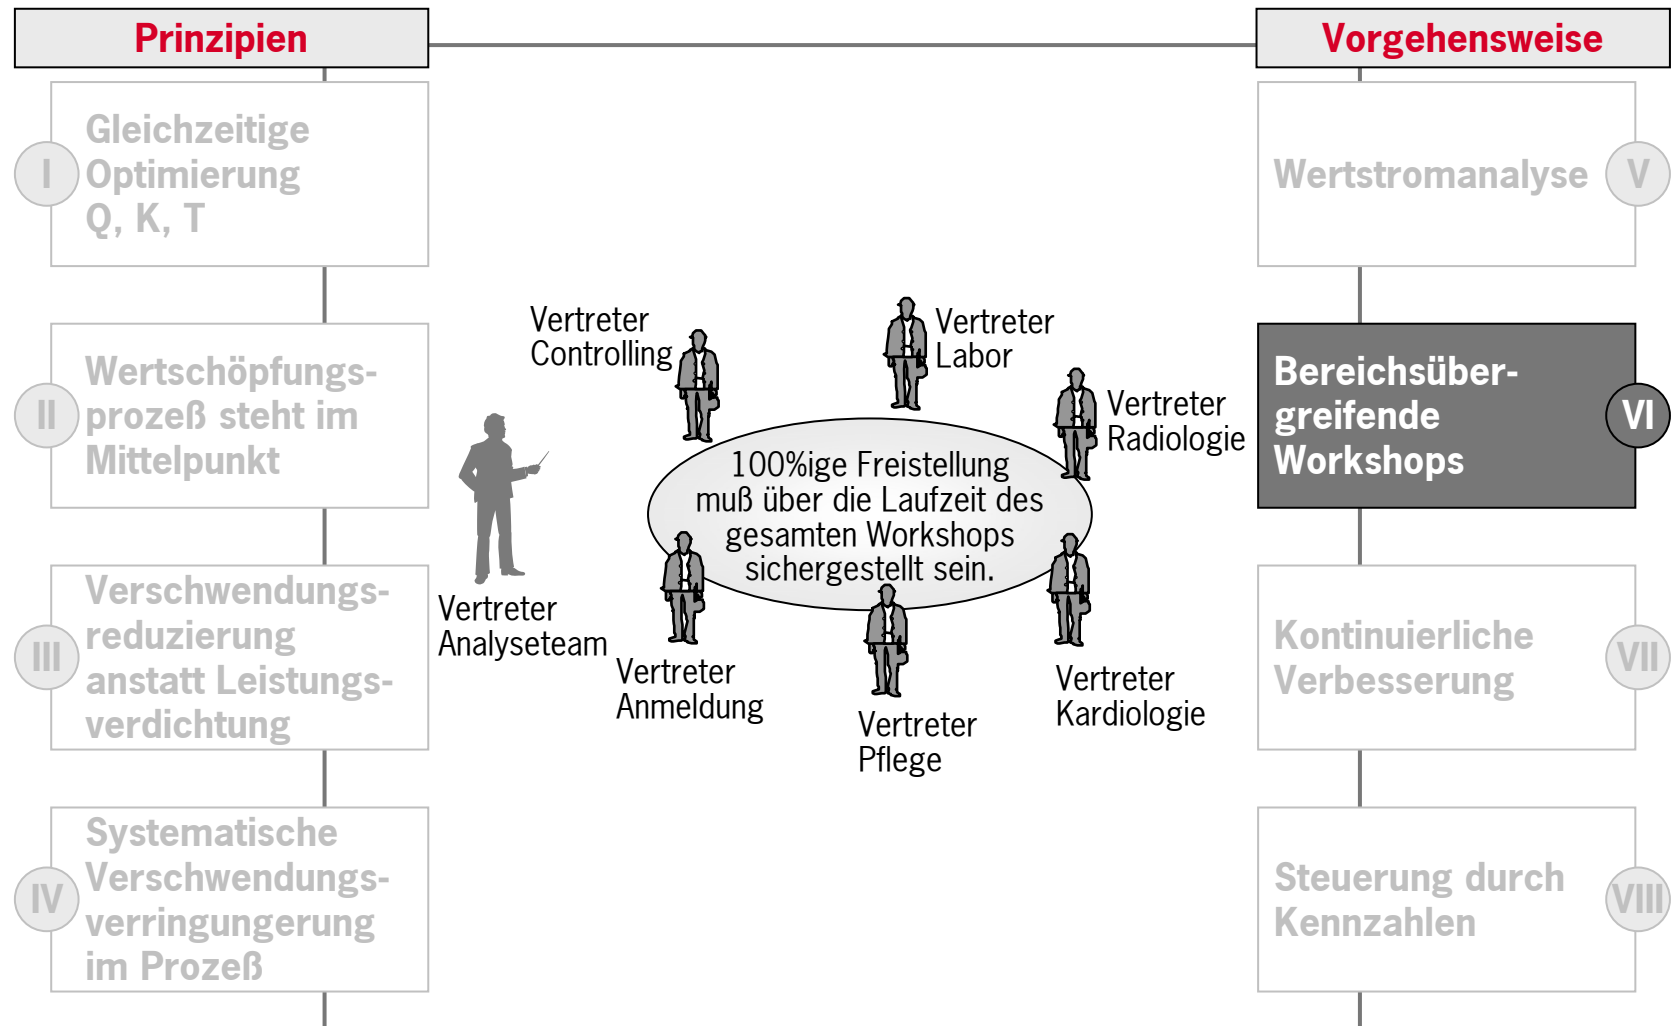 Prinzipien
I
Gleichzeitige
Optimierung
Q, K, T
II
Wertschöpfungs-
prozeß steht im
Mittelpunkt
III
Verschwendungs-
reduzierung
anstatt Leistungs-
verdichtung
IV
Systematische
Verschwendungs-
verringungerung
im Prozeß
Vertreter
Controlling
Vertreter
Labor
Vertreter
Radiologie
100%ige Freistellung
muß über die Laufzeit des
gesamten Workshops
sichergestellt sein.
Vertreter
Analyseteam
Vertreter
Anmeldung
Vertreter
Pflege
Vertreter
Kardiologie
Vorgehensweise
Wertstromanalyse
V
Bereichsüber-
greifende
Workshops
VI
Kontinuierliche
Verbesserung
VII
Steuerung durch
Kennzahlen
VIII